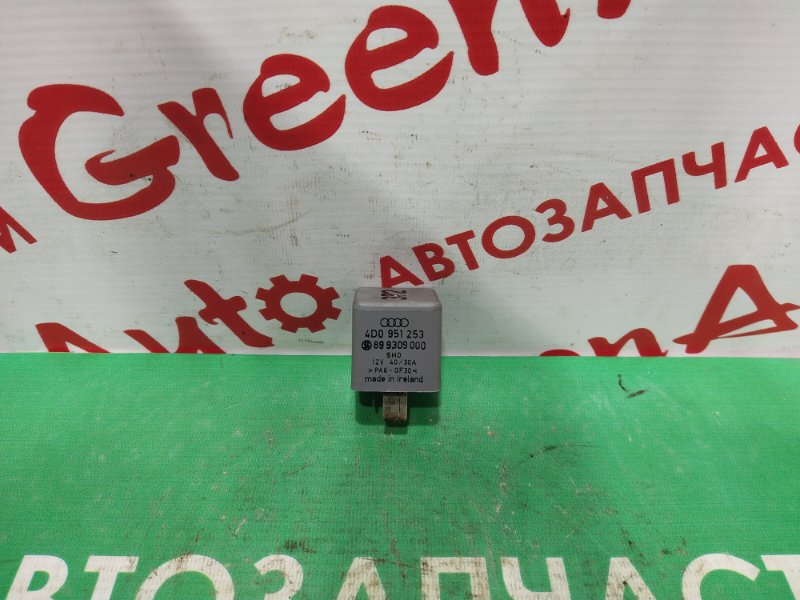 Green
и Auto АВТОЗАПЧАС
Green A
4D0 951 253
89 9309 000
SHO
12V 40/30A
>PA6-GF30<
made in Ireland
АВТОЗАПЧАСТ